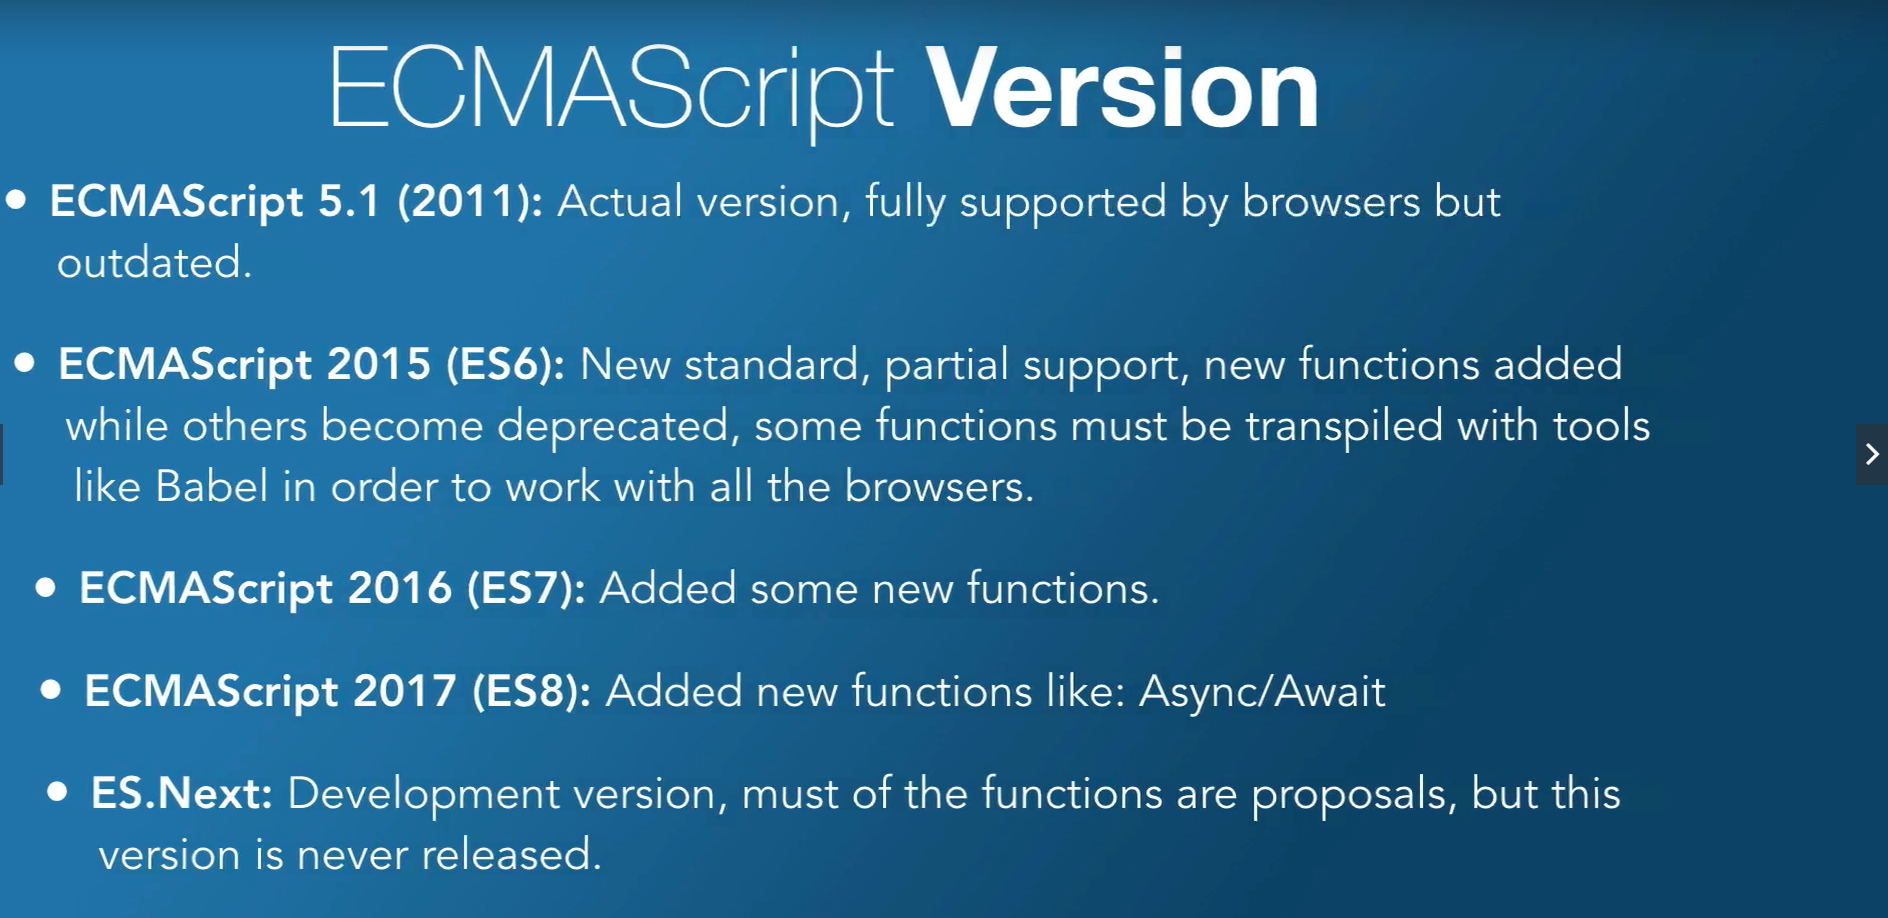 ECMAScript Version
• ECMAScript 5.1 (2011): Actual version, fully supported by browsers but
outdated.
• ECMAScript 2015 (ES6): New standard, partial support, new functions added
while others become deprecated, some functions must be transpiled with tools
like Babel in order to work with all the browsers.
• ECMAScript 2016 (ES7): Added some new functions.
• ECMAScript 2017 (ES8): Added new functions like: Async/Await
• ES.Next: Development version, must of the functions are proposals, but this
version is never released.